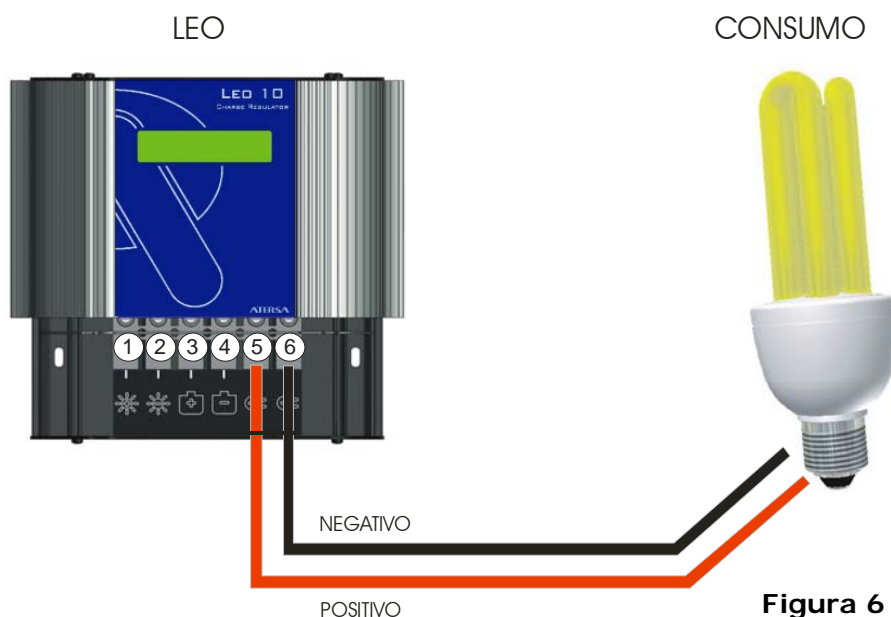 LEO
CONSUMO
LEO 10
CHARGE REGULATOR
ATERSA
1 2 3 4 5 6
NEGATIVO
POSITIVO
Figura 6